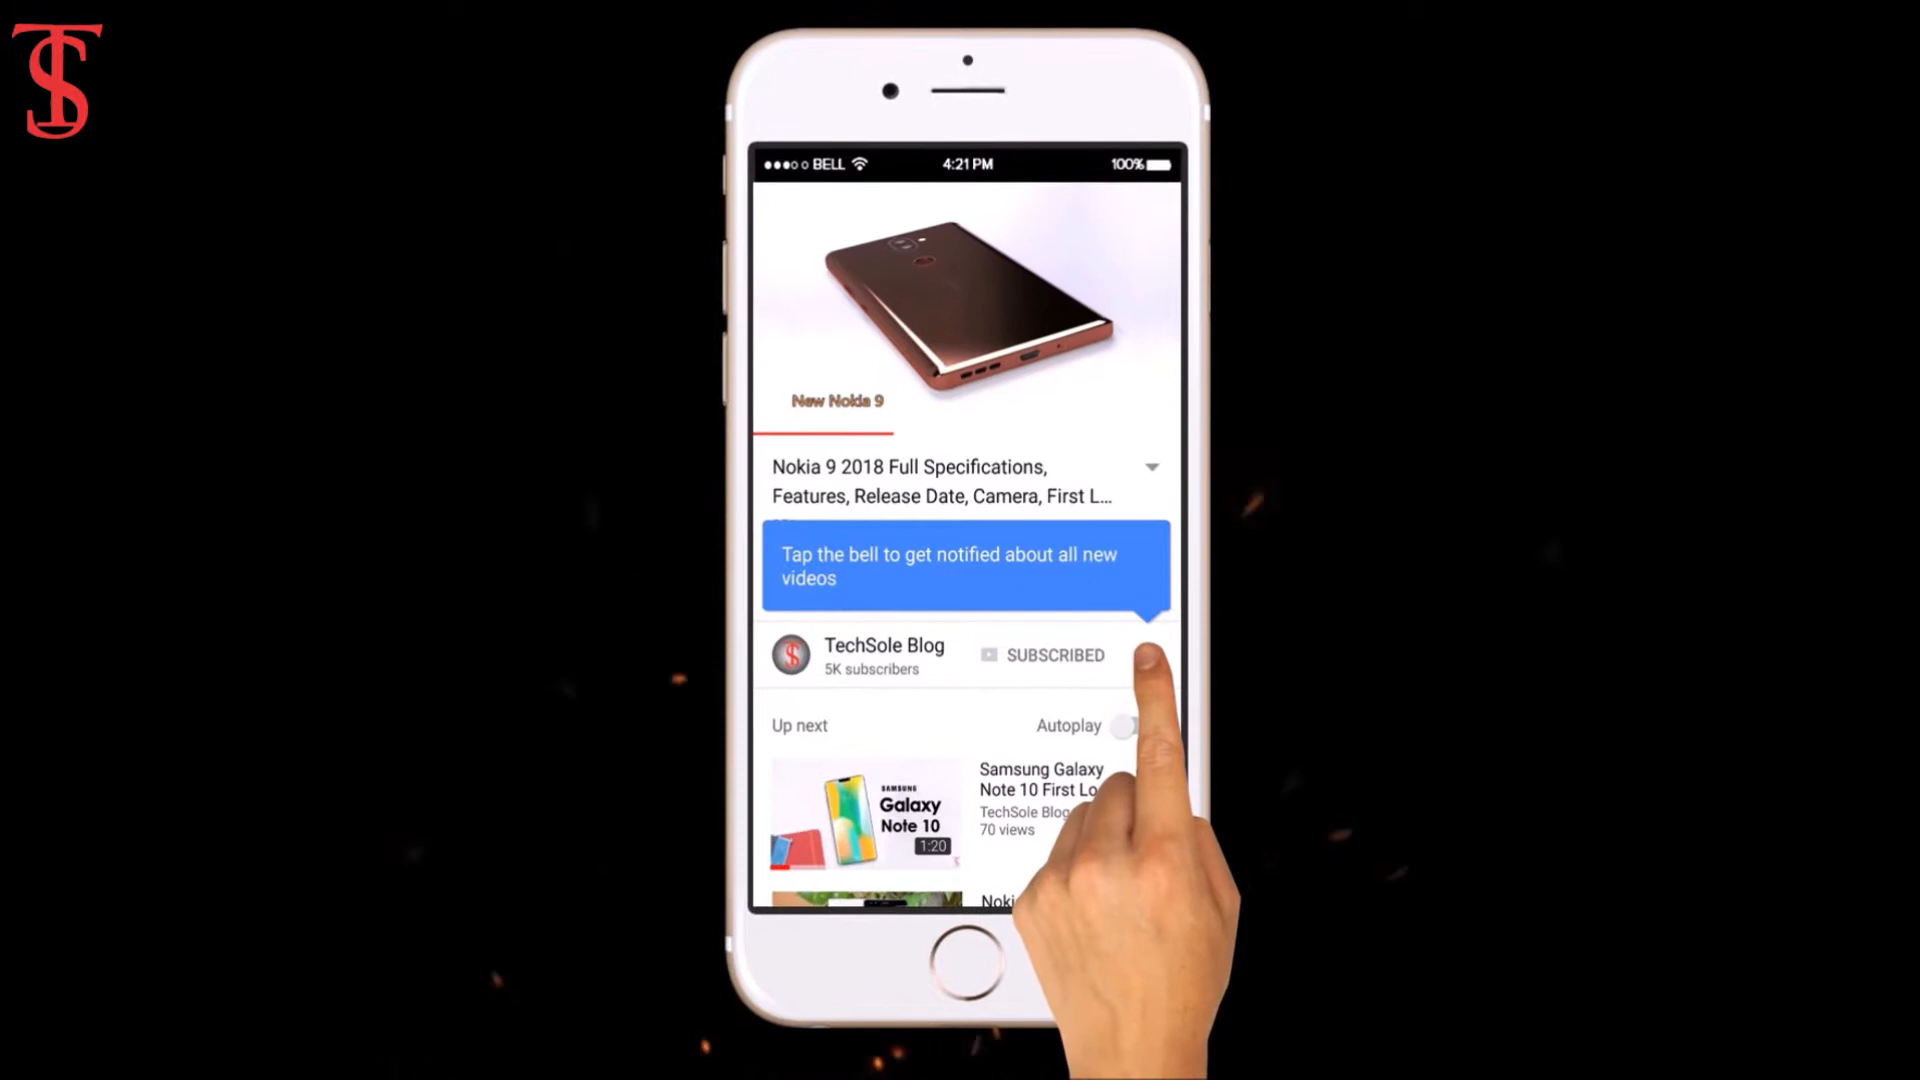 TS
BELL 4:21 PM 100%
New Nokia 9
Nokia 9 2018 Full Specifications,
Features, Release Date, Camera, First L...
Tap the bell to get notified about all new
videos
TechSole Blog
5K subscribers
SUBSCRIBED
Up next
Autoplay
SAMSUNG
Galaxy
Note 10
1:20
Samsung Galaxy
Note 10 First Lo
TechSole Blog
70 views
Noki